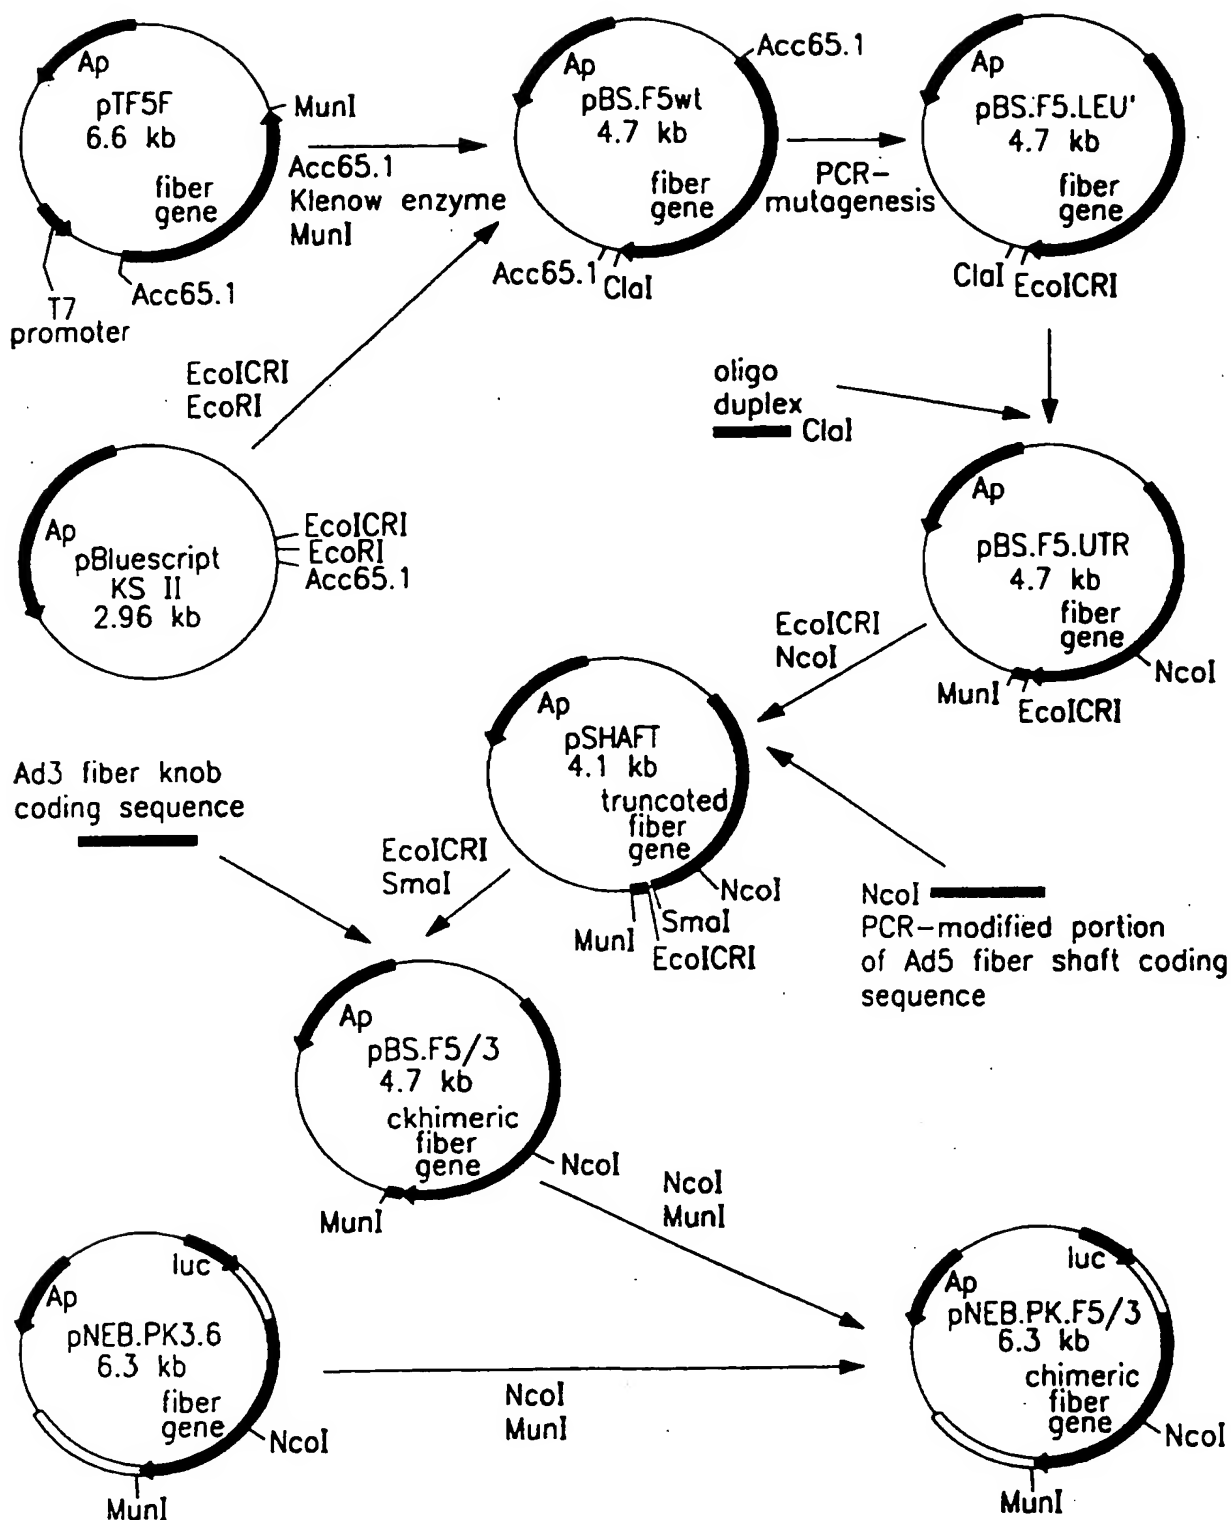 Ap
pTF5F
6.6 kb
fiber
gene
MunI
Acc65.1
T7
promoter
Acc65.1
Klenow enzyme
MunI
Ap
pBS.F5wt
4.7 kb
fiber
gene
Acc65.1
Acc65.1
ClaI
PCR-
mutagenesis
Ap
pBS.F5.LEU'
4.7 kb
fiber
gene
ClaI
EcoICRI
EcoICRI
EcoRI
oligo
duplex
ClaI
Ap
pBluescript
KS II
2.96 kb
EcoICRI
EcoRI
Acc65.1
Ap
pBS.F5.UTR
4.7 kb
fiber
gene
NcoI
MunI
EcoICRI
EcoICRI
NcoI
Ap
pSHAFT
4.1 kb
truncated
fiber
gene
NcoI
SmaI
MunI
EcoICRI
Ad3 fiber knob
coding sequence
EcoICRI
SmaI
NcoI
PCR-modified portion
of Ad5 fiber shaft coding
sequence
Ap
pBS.F5/3
4.7 kb
ckhimeric
fiber
gene
NcoI
MunI
NcoI
MunI
luc
Ap
pNEB.PK3.6
6.3 kb
fiber
gene
NcoI
MunI
NcoI
MunI
luc
Ap
pNEB.PK.F5/3
6.3 kb
chimeric
fiber
gene
NcoI
MunI